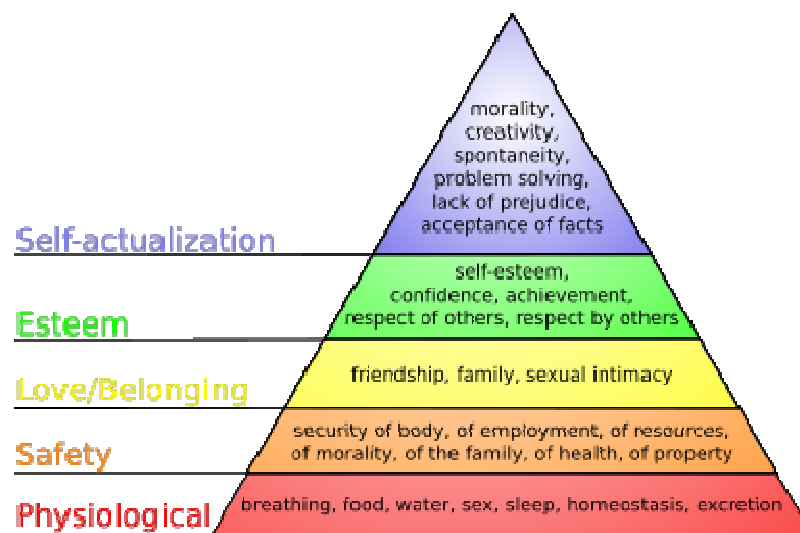 morality,
creativity,
spontaneity,
problem solving,
lack of prejudice,
acceptance of facts
Self-actualization
self-esteem,
confidence, achievement,
respect of others, respect by others
Esteem
friendship, family, sexual intimacy
Love/Belonging
security of body, of employment, of resources,
of morality, of the family, of health, of property
Safety
breathing, food, water, sex, sleep, homeostasis, excretion
Physiological